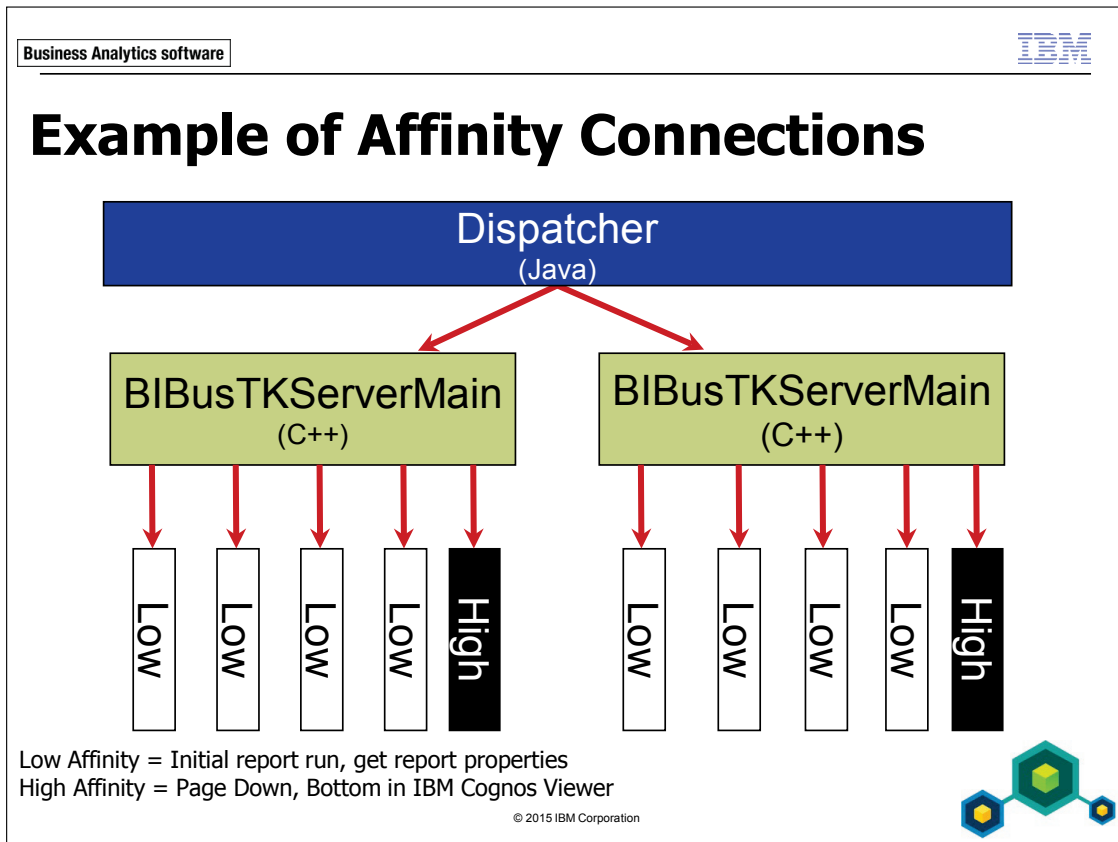 Business Analytics software
IBM
Example of Affinity Connections
Dispatcher
(Java)
BIBusTKServerMain
(C++)
BIBusTKServerMain
(C++)
Low
Low
Low
Low
High
Low
Low
Low
Low
High
Low Affinity = Initial report run, get report properties
High Affinity = Page Down, Bottom in IBM Cognos Viewer
© 2015 IBM Corporation